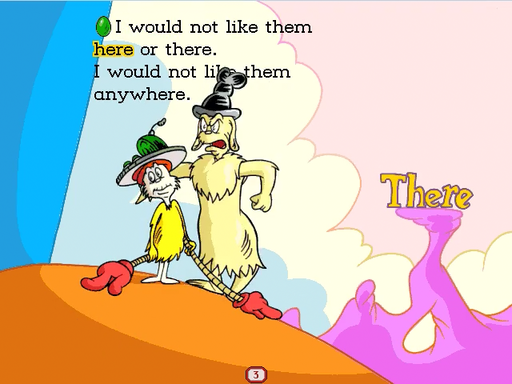 I would not like them
here or there.
I would not like them
anywhere.
There
3